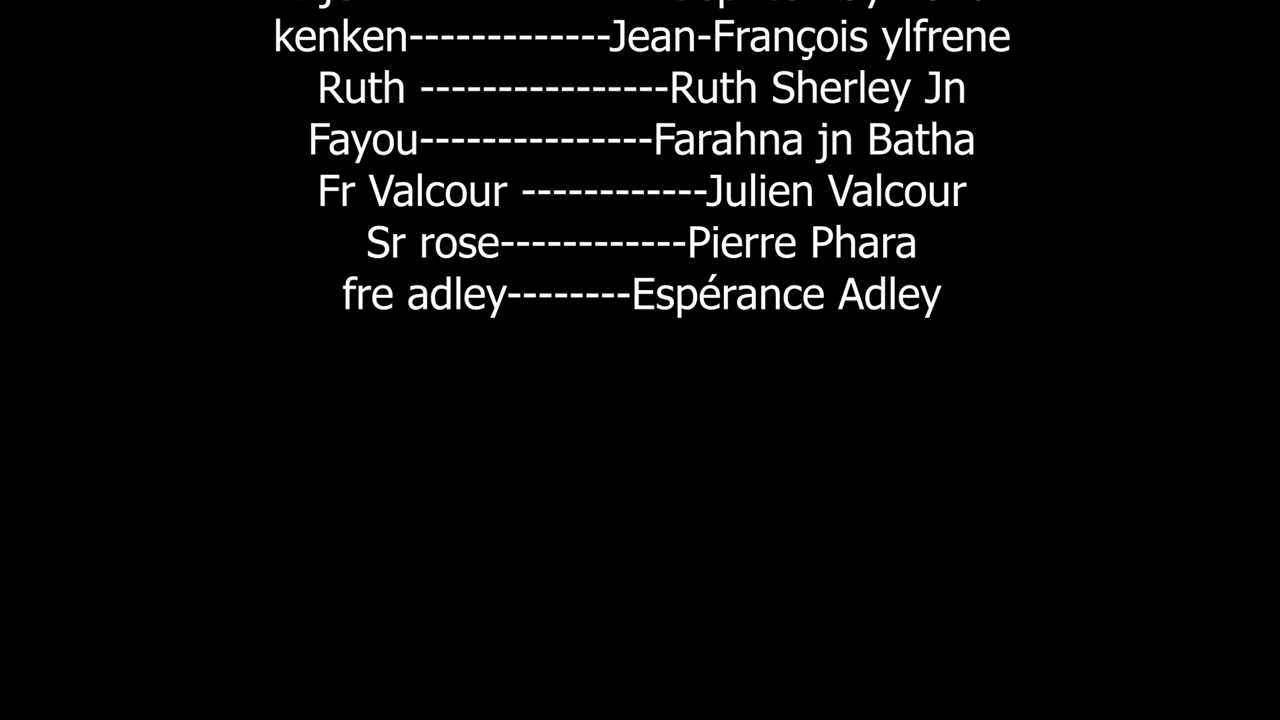 kenken-------------Jean-François ylfrene
Ruth ----------------Ruth Sherley Jn
Fayou---------------Farahna jn Batha
Fr Valcour ------------Julien Valcour
Sr rose------------Pierre Phara
fre adley--------Espérance Adley